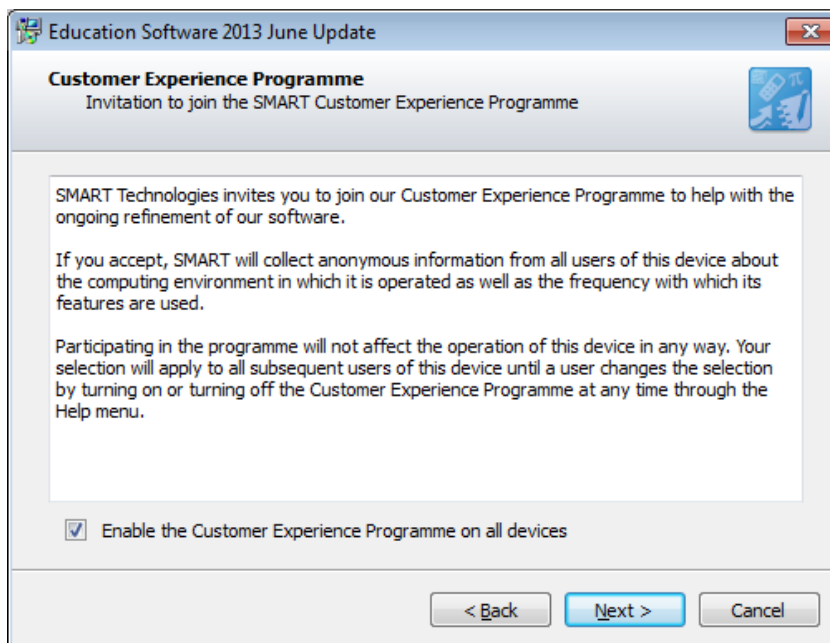 Education Software 2013 June Update
Customer Experience Programme
Invitation to join the SMART Customer Experience Programme
SMART Technologies invites you to join our Customer Experience Programme to help with the
ongoing refinement of our software.
If you accept, SMART will collect anonymous information from all users of this device about
the computing environment in which it is operated as well as the frequency with which its
features are used.
Participating in the programme will not affect the operation of this device in any way. Your
selection will apply to all subsequent users of this device until a user changes the selection
by turning on or turning off the Customer Experience Programme at any time through the
Help menu.
Enable the Customer Experience Programme on all devices
< Back Next > Cancel